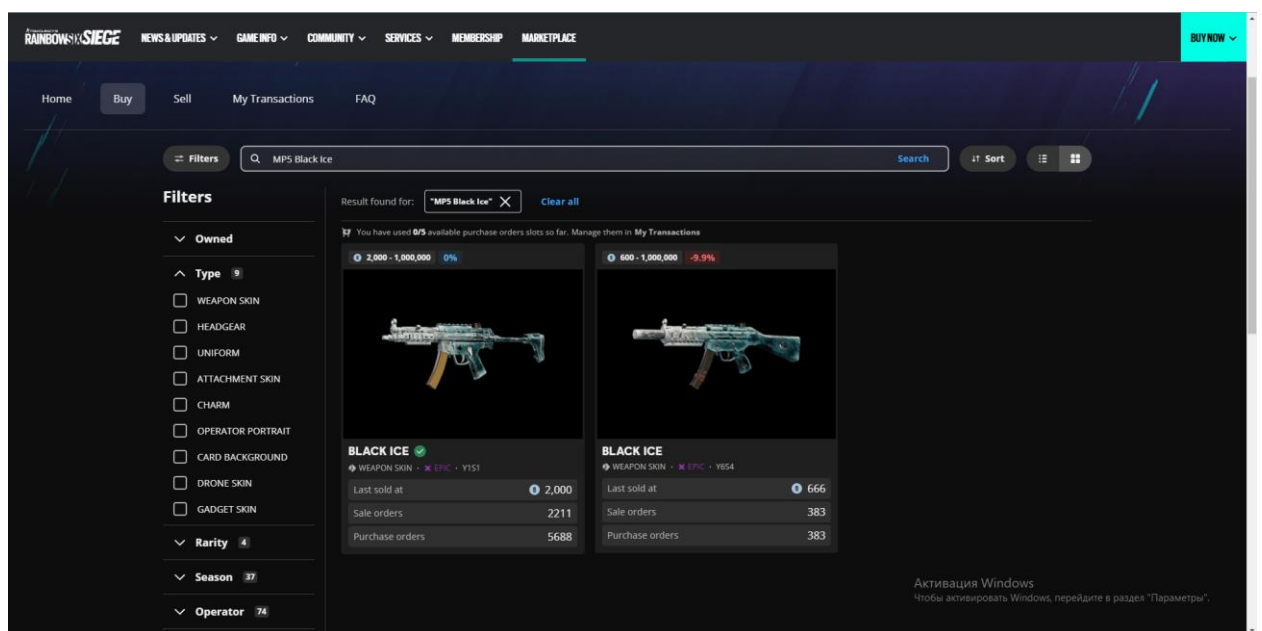 RAINBOWSIX SIEGE NEWS & UPDATES GAME INFO COMMUNITY SERVICES MEMBERSHIP MARKETPLACE BUY NOW
Home Buy Sell My Transactions FAQ
Filters MP5 Black Ice Search Sort
Filters
Result found for: "MP5 Black Ice" Clear all
Owned
You have used 0/5 available purchase orders slots so far. Manage them in My Transactions
2,000 - 1,000,000 0% 600 - 1,000,000 -9.9%
Type 9
WEAPON SKIN
HEADGEAR
UNIFORM
ATTACHMENT SKIN
CHARM
OPERATOR PORTRAIT
CARD BACKGROUND
DRONE SKIN
GADGET SKIN
Rarity 4
Season 37
Operator 74
BLACK ICE
WEAPON SKIN · EPIC · Y1S1
Last sold at 2,000
Sale orders 2211
Purchase orders 5688
BLACK ICE
WEAPON SKIN · EPIC · Y6S4
Last sold at 666
Sale orders 383
Purchase orders 383
Активация Windows
Чтобы активировать Windows, перейдите в раздел "Параметры".